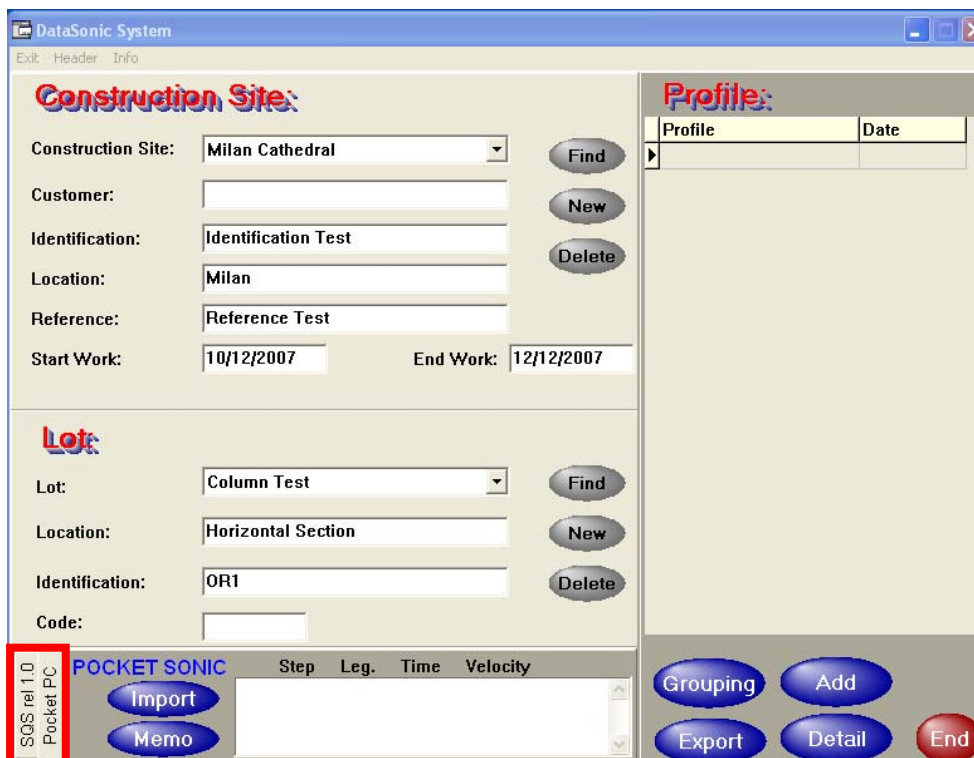 DataSonic System
Exit Header Info
Construction Site:
Construction Site: Milan Cathedral Find
Customer: New
Identification: Identification Test Delete
Location: Milan
Reference: Reference Test
Start Work: 10/12/2007 End Work: 12/12/2007
Lot:
Lot: Column Test Find
Location: Horizontal Section New
Identification: OR1 Delete
Code:
Profile:
Profile Date
SQS rel 1.0
Pocket PC
POCKET SONIC Step Leg. Time Velocity
Import
Memo
Grouping Add
Export Detail End